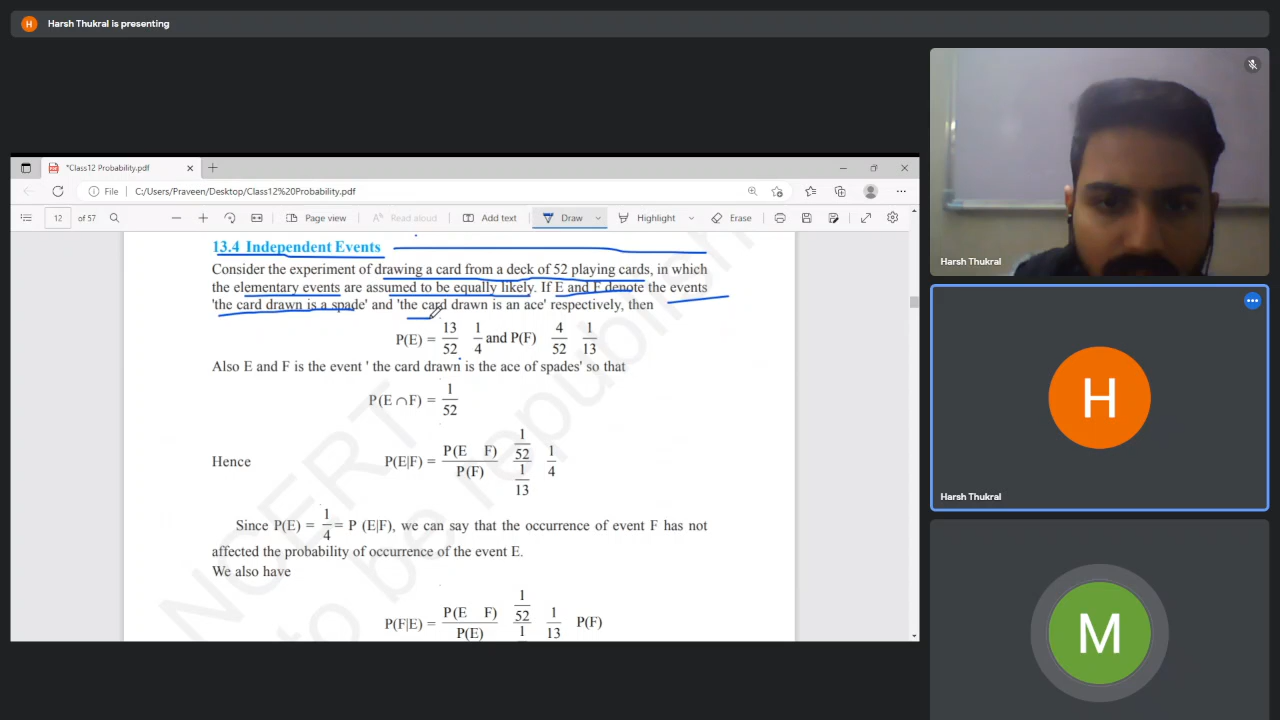 H Harsh Thukral is presenting
*Class12 Probability.pdf
File C:/Users/Praveen/Desktop/Class12%20Probability.pdf
12 of 57 Page view Read aloud Add text Draw Highlight Erase
13.4 Independent Events
Consider the experiment of drawing a card from a deck of 52 playing cards, in which
the elementary events are assumed to be equally likely. If E and F denote the events
'the card drawn is a spade' and 'the card drawn is an ace' respectively, then
P(E) = 13/52 1/4 and P(F) 4/52 1/13
Also E and F is the event ' the card drawn is the ace of spades' so that
P(E ∩F) = 1/52
Hence P(E|F) = P(E F)/P(F) 1/52/1/13 1/4
Since P(E) = 1/4 = P (E|F), we can say that the occurrence of event F has not
affected the probability of occurrence of the event E.
We also have
P(F|E) = P(E F)/P(E) 1/52/1 1/13 P(F)
NCERT
to be republish
Harsh Thukral
H
Harsh Thukral
M